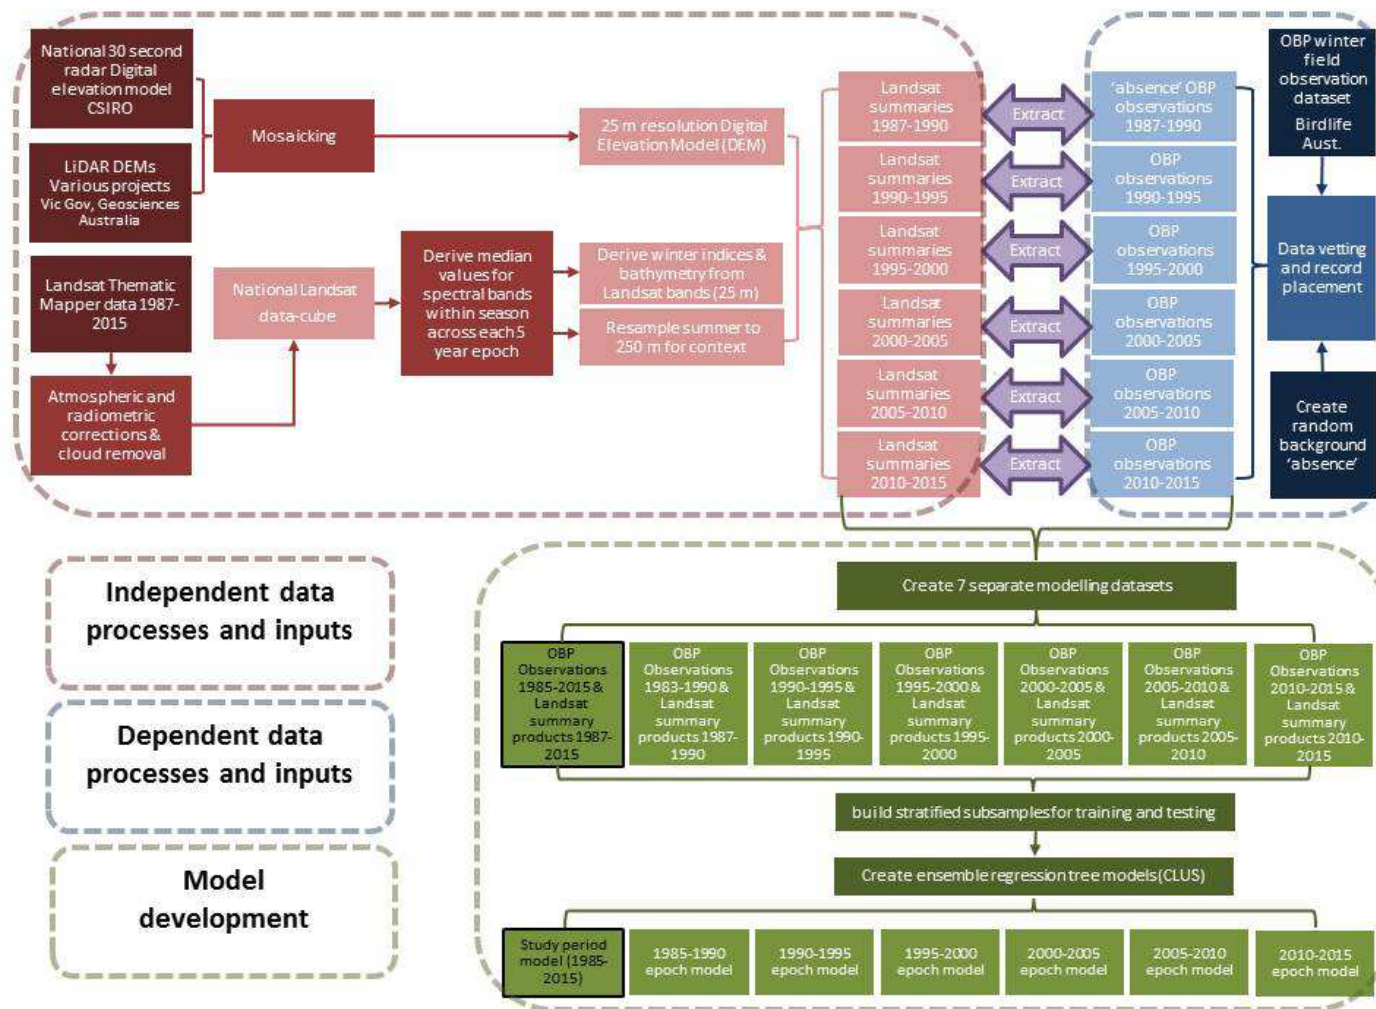 National 30 second
radar Digital
elevation model
CSIRO
LiDAR DEMs
Various projects
Vic Gov, Geosciences
Australia
Landsat Thematic
Mapper data 1987-
2015
Atmospheric and
radiometric
corrections &
cloud removal
Mosaicking
National Landsat
data-cube
Derive median
values for
spectral bands
within season
across each 5
year epoch
25 m resolution Digital
Elevation Model (DEM)
Derive winter indices &
bathymetry from
Landsat bands (25 m)
Resample summer to
250 m for context
Landsat
summaries
1987-1990
Landsat
summaries
1990-1995
Landsat
summaries
1995-2000
Landsat
summaries
2000-2005
Landsat
summaries
2005-2010
Landsat
summaries
2010-2015
Extract
Extract
Extract
Extract
Extract
Extract
'absence' OBP
observations
1987-1990
OBP
observations
1990-1995
OBP
observations
1995-2000
OBP
observations
2000-2005
OBP
observations
2005-2010
OBP
observations
2010-2015
OBP winter
field
observation
dataset
Birdlife
Aust.
Data vetting
and record
placement
Create
random
background
'absence'
Independent data
processes and inputs
Dependent data
processes and inputs
Model
development
Create 7 separate modelling datasets
OBP
Observations
1985-2015 &
Landsat
summary
products 1987-
2015
OBP
Observations
1983-1990 &
Landsat
summary
products 1987-
1990
OBP
Observations
1990-1995 &
Landsat
summary
products 1990-
1995
OBP
Observations
1995-2000 &
Landsat
summary
products 1995-
2000
OBP
Observations
2000-2005 &
Landsat
summary
products 2000-
2005
OBP
Observations
2005-2010 &
Landsat
summary
products 2005-
2010
OBP
Observations
2010-2015 &
Landsat
summary
products 2010-
2015
build stratified subsamples for training and testing
Create ensemble regression tree models (CLUS)
Study period
model (1985-
2015)
1985-1990
epoch model
1990-1995
epoch model
1995-2000
epoch model
2000-2005
epoch model
2005-2010
epoch model
2010-2015
epoch model